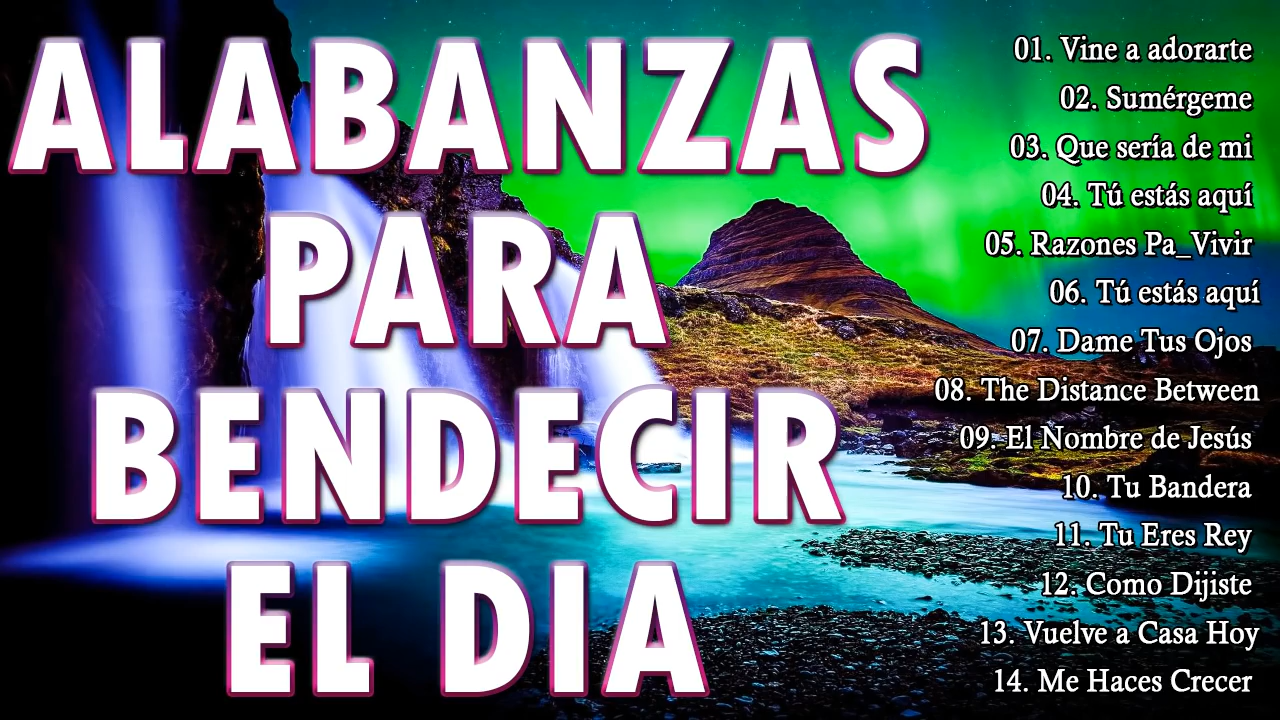 ALABANZAS
PARA
BENDECIR
EL DIA
01. Vine a adorarte
02. Sumérgeme
03. Que sería de mi
04. Tú estás aquí
05. Razones Pa_Vivir
06. Tú estás aquí
07. Dame Tus Ojos
08. The Distance Between
09. El Nombre de Jesús
10. Tu Bandera
11. Tu Eres Rey
12. Como Dijiste
13. Vuelve a Casa Hoy
14. Me Haces Crecer